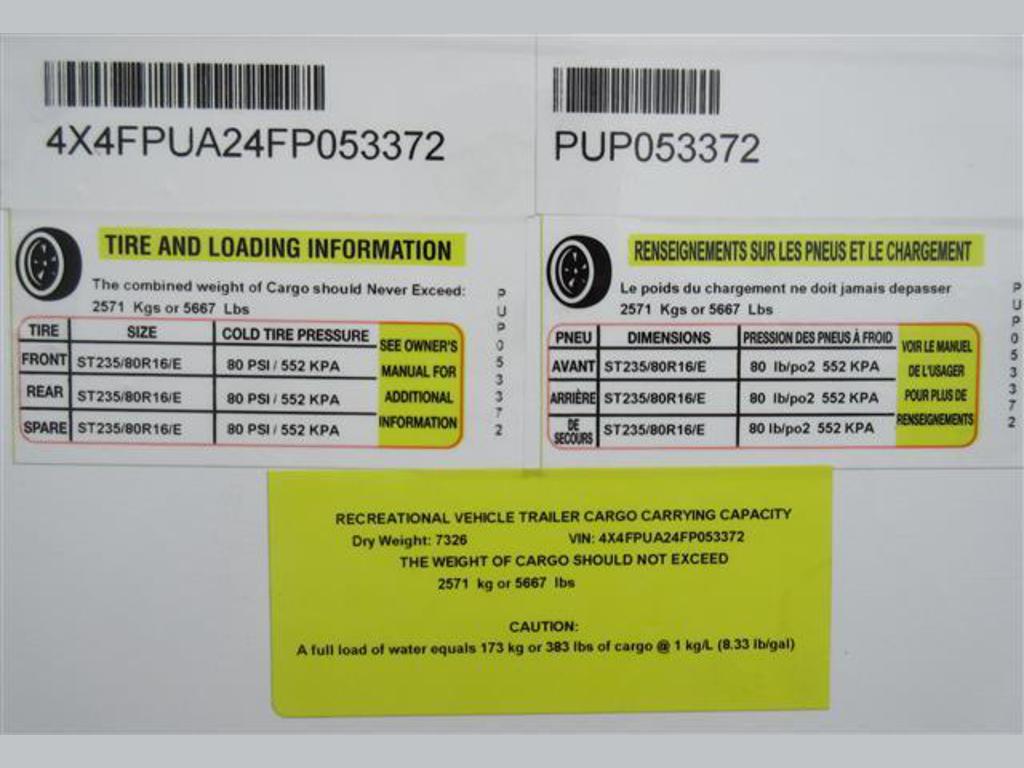 4X4FPUA24FP053372
PUP053372
TIRE AND LOADING INFORMATION
The combined weight of Cargo should Never Exceed:
2571 Kgs or 5667 Lbs
TIRE SIZE COLD TIRE PRESSURE
FRONT ST235/80R16/E 80 PSI / 552 KPA
REAR ST235/80R16/E 80 PSI / 552 KPA
SPARE ST235/80R16/E 80 PSI / 552 KPA
SEE OWNER'S
MANUAL FOR
ADDITIONAL
INFORMATION
PUP053372
RENSEIGNEMENTS SUR LES PNEUS ET LE CHARGEMENT
Le poids du chargement ne doit jamais depasser
2571 Kgs or 5667 Lbs
PNEU DIMENSIONS PRESSION DES PNEUS À FROID
AVANT ST235/80R16/E 80 lb/po2 552 KPA
ARRIÈRE ST235/80R16/E 80 lb/po2 552 KPA
DE
SECOURS ST235/80R16/E 80 lb/po2 552 KPA
VOIR LE MANUEL
DE L'USAGER
POUR PLUS DE
RENSEIGNEMENTS
PUP053372
RECREATIONAL VEHICLE TRAILER CARGO CARRYING CAPACITY
Dry Weight: 7326 VIN: 4X4FPUA24FP053372
THE WEIGHT OF CARGO SHOULD NOT EXCEED
2571 kg or 5667 lbs
CAUTION:
A full load of water equals 173 kg or 383 lbs of cargo @ 1 kg/L (8.33 lb/gal)